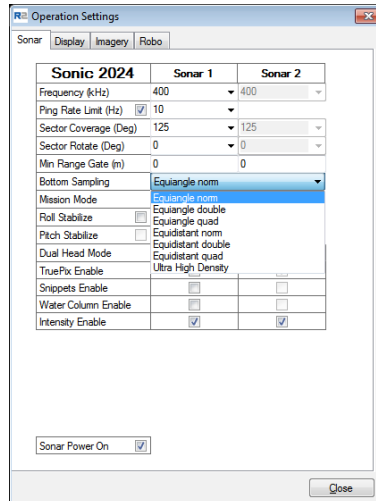 R2 Operation Settings
Sonar Display Imagery Robo
Sonic 2024 Sonar 1 Sonar 2
Frequency (kHz) 400 400
Ping Rate Limit (Hz) 10
Sector Coverage (Deg) 125 125
Sector Rotate (Deg) 0 0
Min Range Gate (m) 0 0
Bottom Sampling Equiangle norm
Mission Mode Equiangle norm
Equiangle double
Roll Stabilize Equiangle quad
Equidistant norm
Pitch Stabilize Equidistant double
Dual Head Mode Equidistant quad
TruePix Enable Ultra High Density
Snippets Enable
Water Column Enable
Intensity Enable
Sonar Power On
Close